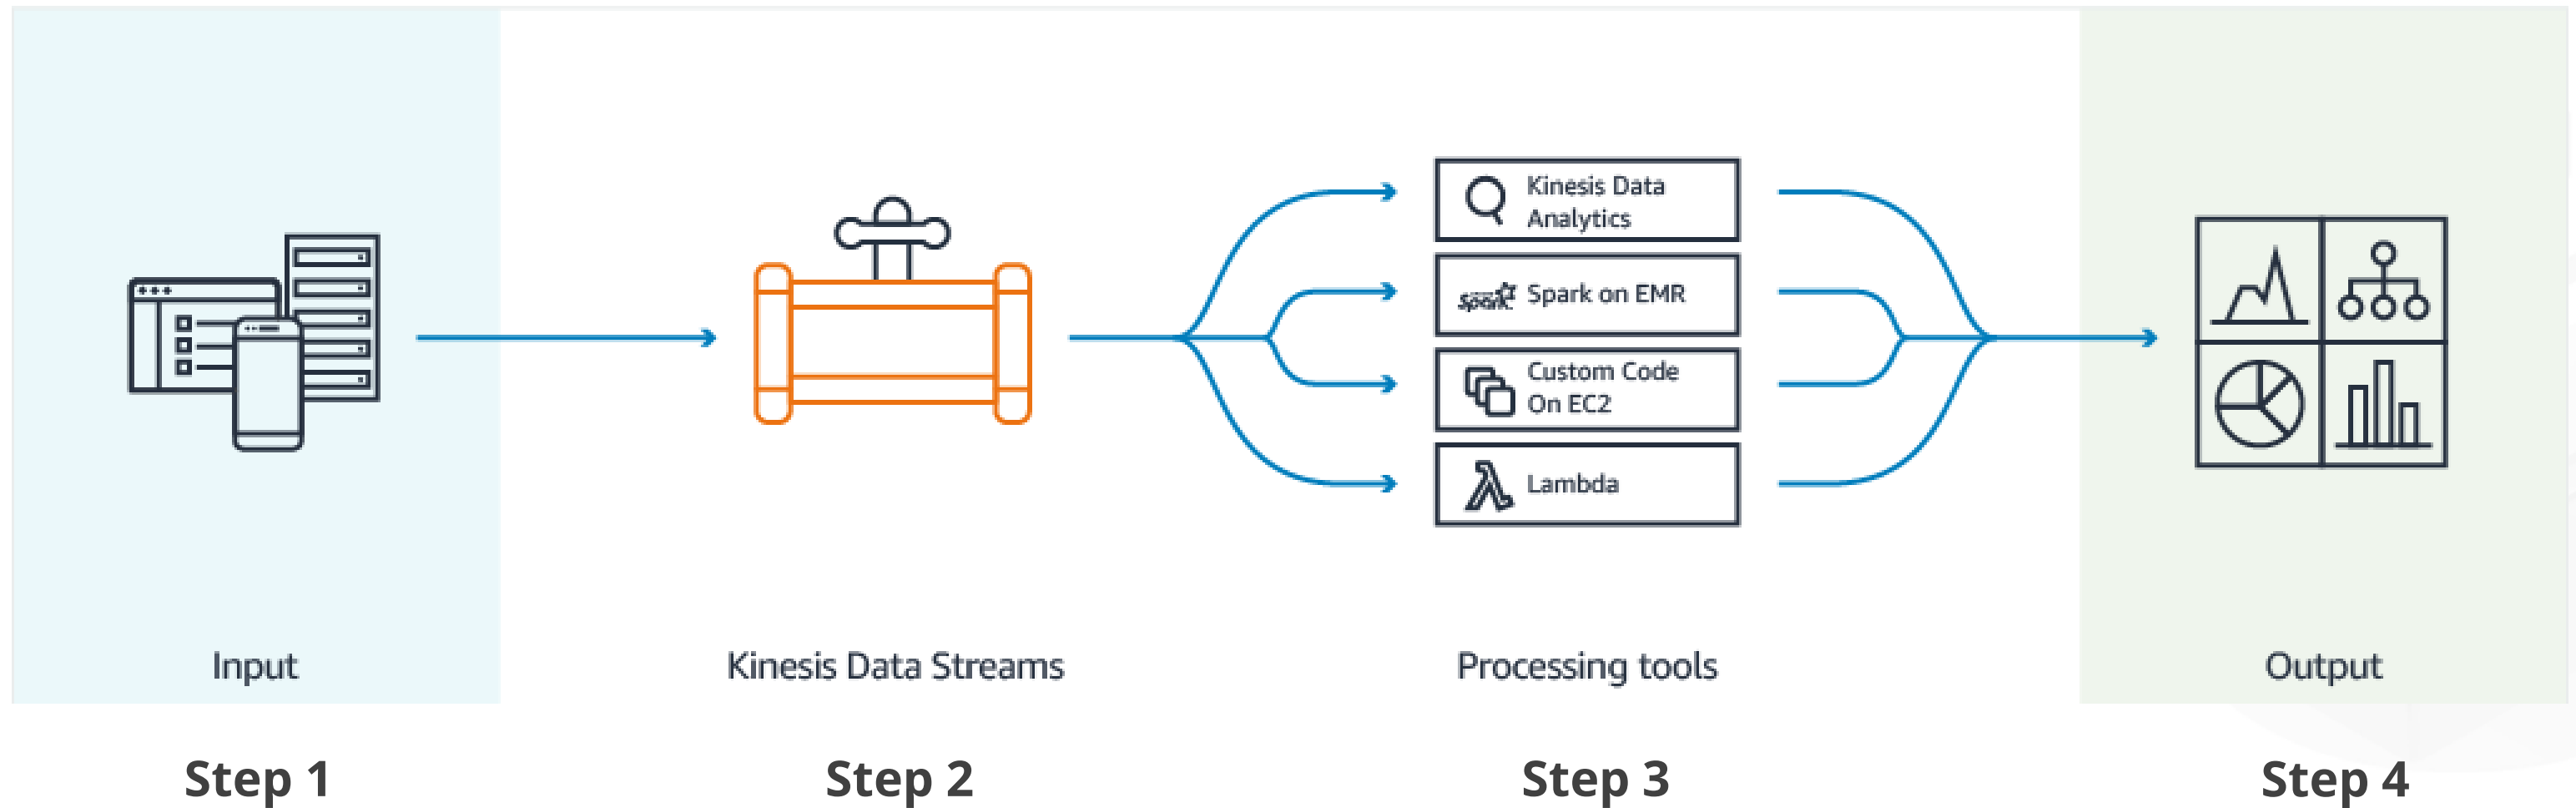 Kinesis Data
Analytics
Spark
Spark on EMR
Custom Code
On EC2
Lambda
Input
Kinesis Data Streams
Processing tools
Output
Step 1
Step 2
Step 3
Step 4